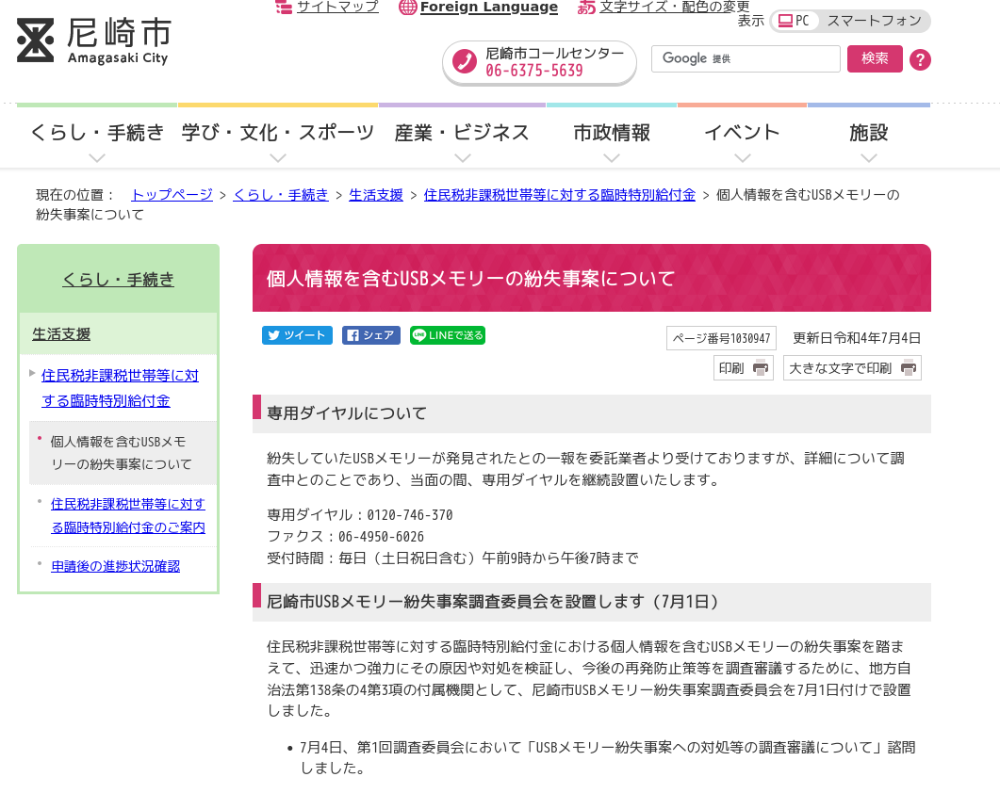 サイトマップ Foreign Language 文字サイズ・配色の変更
表示 PC スマートフォン
尼崎市
Amagasaki City
尼崎市コールセンター
06-6375-5639
Google 提供 検索 ?
くらし・手続き 学び・文化・スポーツ 産業・ビジネス 市政情報 イベント 施設
現在の位置： トップページ > くらし・手続き > 生活支援 > 住民税非課税世帯等に対する臨時特別給付金 > 個人情報を含むUSBメモリーの
紛失事案について
くらし・手続き
生活支援
住民税非課税世帯等に対
する臨時特別給付金
個人情報を含むUSBメモ
リーの紛失事案について
住民税非課税世帯等に対す
る臨時特別給付金のご案内
申請後の進捗状況確認
個人情報を含むUSBメモリーの紛失事案について
ツイート シェア LINEで送る
ページ番号1030947 更新日令和4年7月4日
印刷 大きな文字で印刷
専用ダイヤルについて
紛失していたUSBメモリーが発見されたとの一報を委託業者より受けておりますが、詳細について調
査中とのことであり、当面の間、専用ダイヤルを継続設置いたします。
専用ダイヤル：0120-746-370
ファクス：06-4950-6026
受付時間：毎日（土日祝日含む）午前9時から午後7時まで
尼崎市USBメモリー紛失事案調査委員会を設置します（7月1日）
住民税非課税世帯等に対する臨時特別給付金における個人情報を含むUSBメモリーの紛失事案を踏ま
えて、迅速かつ強力にその原因や対処を検証し、今後の再発防止策等を調査審議するために、地方自
治法第138条の4第3項の付属機関として、尼崎市USBメモリー紛失事案調査委員会を7月1日付けで設置
しました。
7月4日、第1回調査委員会において「USBメモリー紛失事案への対処等の調査審議について」諮問
しました。